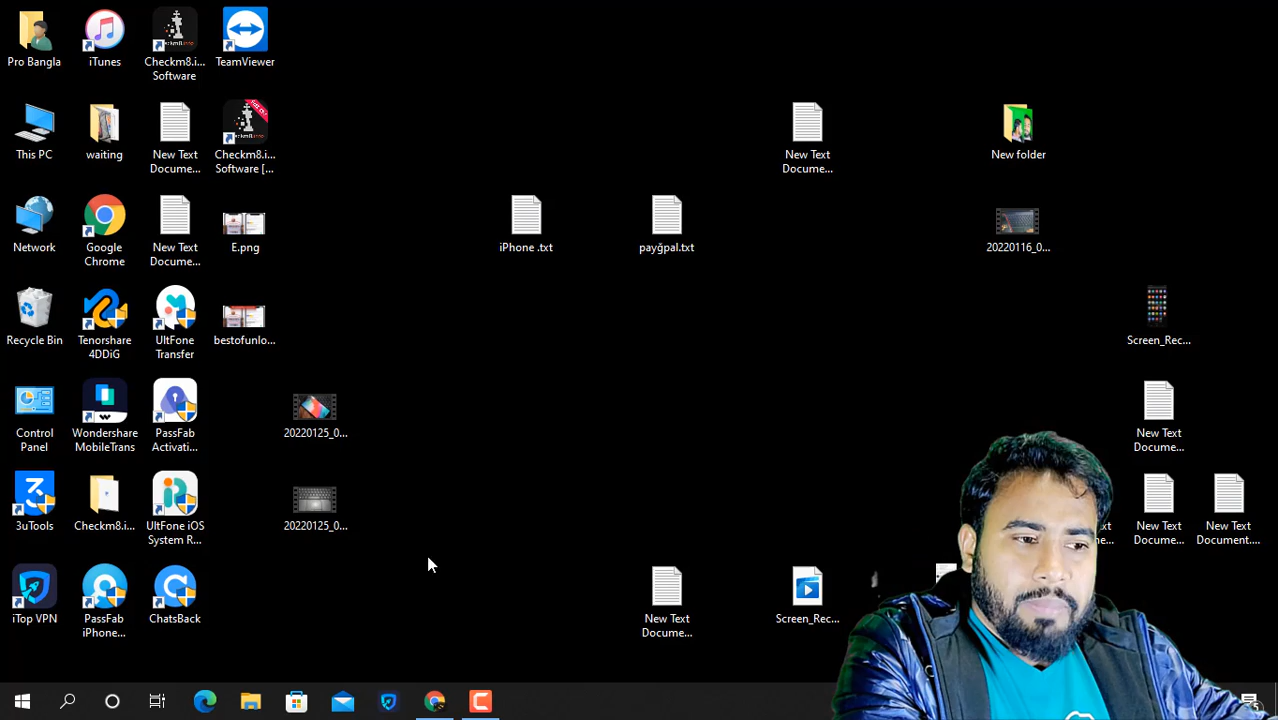 Pro Bangla
iTunes
Checkm8.i...
Software
TeamViewer
This PC
waiting
New Text
Docume...
Checkm8.i...
Software [...
New Text
Docume...
New folder
Network
Google
Chrome
New Text
Docume...
E.png
iPhone .txt
payğpal.txt
20220116_0...
Recycle Bin
Tenorshare
4DDiG
UltFone
Transfer
bestofunlo...
Screen_Rec...
Control
Panel
Wondershare
MobileTrans
PassFab
Activati...
20220125_0...
New Text
Docume...
3uTools
Checkm8.i...
UltFone iOS
System R...
20220125_0...
New Text
Docume...
New Text
Document....
iTop VPN
PassFab
iPhone...
ChatsBack
New Text
Docume...
Screen_Rec...
5